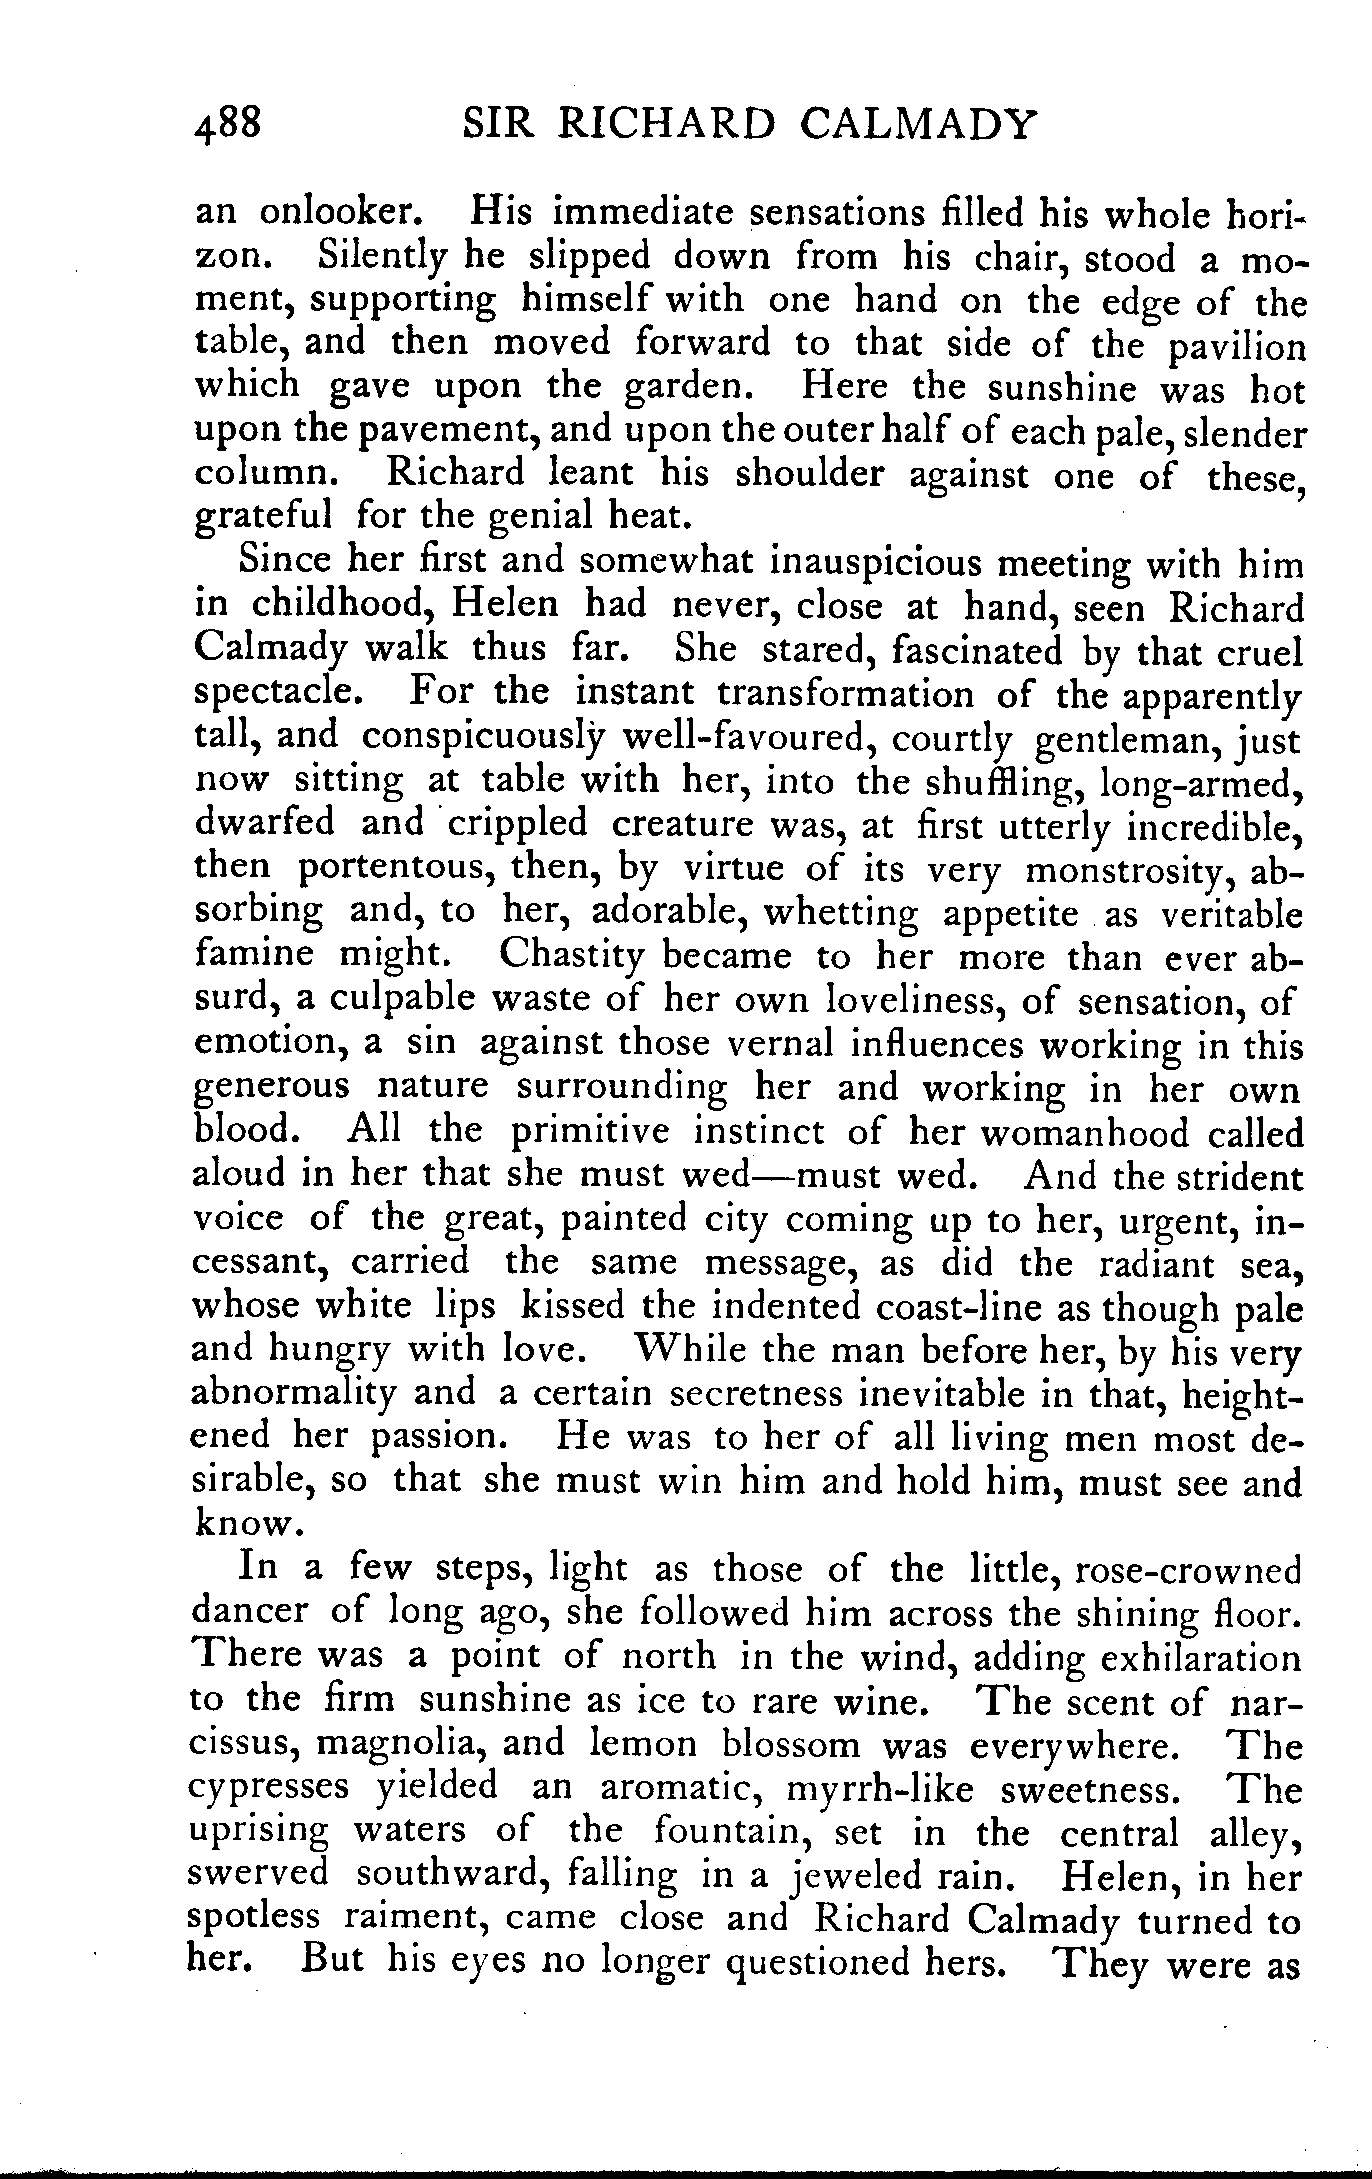 488 SIR RICHARD CALMADY
an onlooker. His immediate sensations filled his whole hori-
zon. Silently he slipped down from his chair, stood a mo-
ment, supporting himself with one hand on the edge of the
table, and then moved forward to that side of the pavilion
which gave upon the garden. Here the sunshine was hot
upon the pavement, and upon the outer half of each pale, slender
column. Richard leant his shoulder against one of these,
grateful for the genial heat.
Since her first and somewhat inauspicious meeting with him
in childhood, Helen had never, close at hand, seen Richard
Calmady walk thus far. She stared, fascinated by that cruel
spectacle. For the instant transformation of the apparently
tall, and conspicuously well-favoured, courtly gentleman, just
now sitting at table with her, into the shuffling, long-armed,
dwarfed and crippled creature was, at first utterly incredible,
then portentous, then, by virtue of its very monstrosity, ab-
sorbing and, to her, adorable, whetting appetite as veritable
famine might. Chastity became to her more than ever ab-
surd, a culpable waste of her own loveliness, of sensation, of
emotion, a sin against those vernal influences working in this
generous nature surrounding her and working in her own
blood. All the primitive instinct of her womanhood called
aloud in her that she must wed—must wed. And the strident
voice of the great, painted city coming up to her, urgent, in-
cessant, carried the same message, as did the radiant sea,
whose white lips kissed the indented coast-line as though pale
and hungry with love. While the man before her, by his very
abnormality and a certain secretness inevitable in that, height-
ened her passion. He was to her of all living men most de-
sirable, so that she must win him and hold him, must see and
know.
In a few steps, light as those of the little, rose-crowned
dancer of long ago, she followed him across the shining floor.
There was a point of north in the wind, adding exhilaration
to the firm sunshine as ice to rare wine. The scent of nar-
cissus, magnolia, and lemon blossom was everywhere. The
cypresses yielded an aromatic, myrrh-like sweetness. The
uprising waters of the fountain, set in the central alley,
swerved southward, falling in a jeweled rain. Helen, in her
spotless raiment, came close and Richard Calmady turned to
her. But his eyes no longer questioned hers. They were as